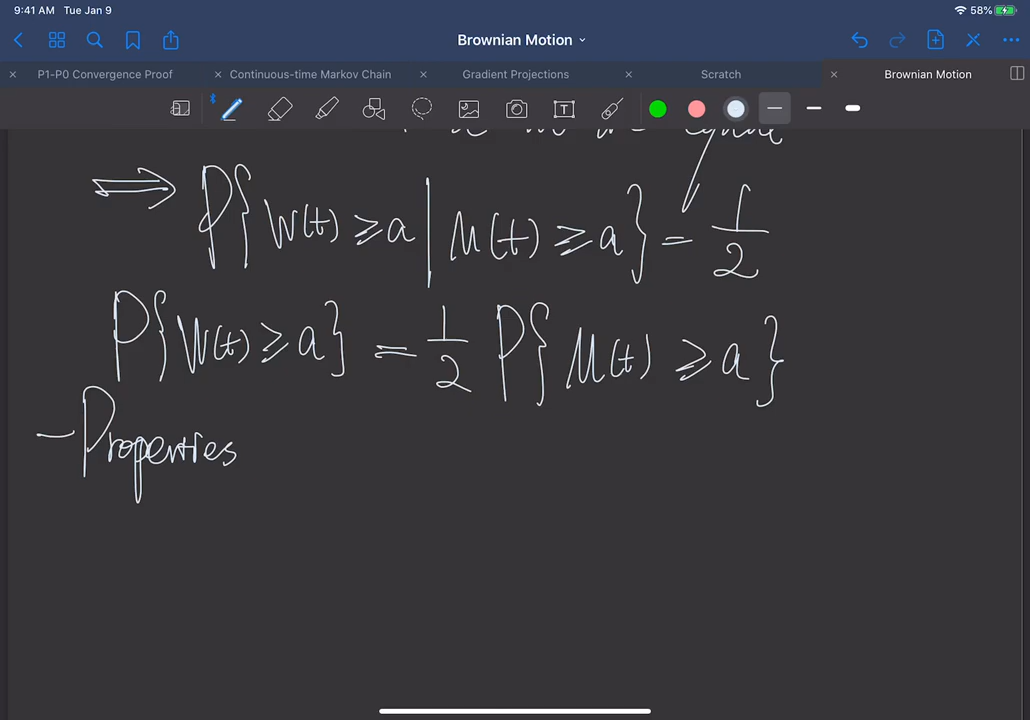 9:41 AM Tue Jan 9
58%
Brownian Motion
P1-P0 Convergence Proof
Continuous-time Markov Chain
Gradient Projections
Scratch
Brownian Motion
⟹ P{W(t) ≥ a | M(t) ≥ a} = 1/2
P{W(t) ≥ a} = 1/2 P{M(t) ≥ a}
- Properties